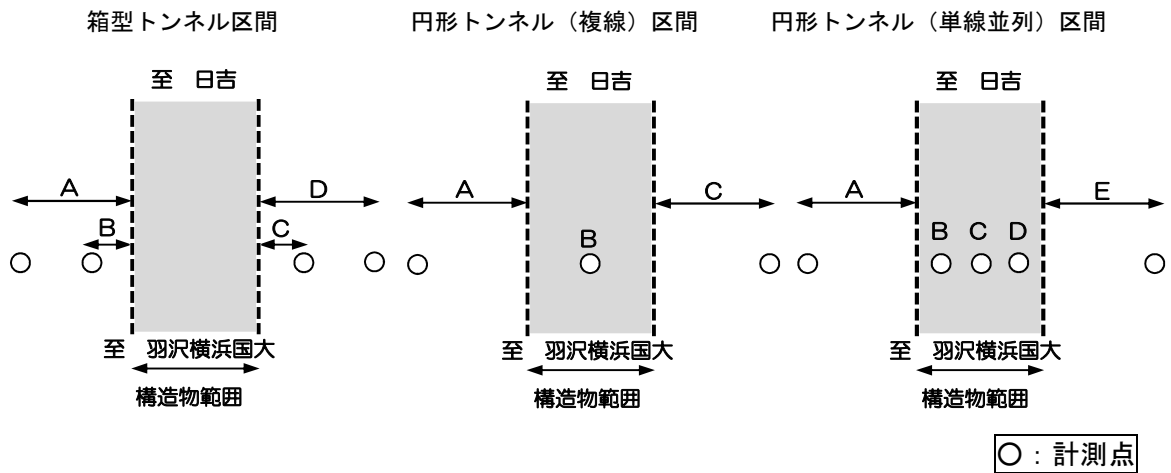 箱型トンネル区間
円形トンネル（複線）区間
円形トンネル（単線並列）区間
至　日吉
至　日吉
至　日吉
A
D
B
C
A
C
B
A
E
B　C　D
至　羽沢横浜国大
至　羽沢横浜国大
至　羽沢横浜国大
構造物範囲
構造物範囲
構造物範囲
○：計測点